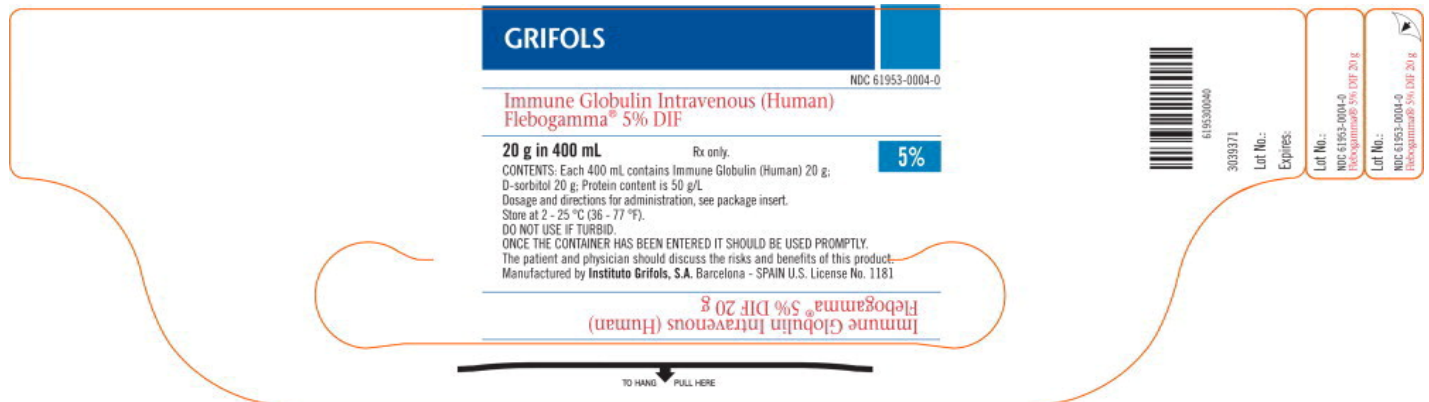 GRIFOLS
NDC 61953-0004-0
Immune Globulin Intravenous (Human)
Flebogamma® 5% DIF
20 g in 400 mL Rx only.
5%
CONTENTS: Each 400 mL contains Immune Globulin (Human) 20 g;
D-sorbitol 20 g; Protein content is 50 g/L
Dosage and directions for administration, see package insert.
Store at 2 - 25 °C (36 - 77 °F).
DO NOT USE IF TURBID.
ONCE THE CONTAINER HAS BEEN ENTERED IT SHOULD BE USED PROMPTLY.
The patient and physician should discuss the risks and benefits of this product.
Manufactured by Instituto Grifols, S.A. Barcelona - SPAIN U.S. License No. 1181
Immune Globulin Intravenous (Human)
Flebogamma® 5% DIF 20 g
TO HANG PULL HERE
6195300040
3039371
Lot No.:
Expires:
Lot No.:
NDC 61953-0004-0
Flebogamma® 5% DIF 20 g
Lot No.:
NDC 61953-0004-0
Flebogamma® 5% DIF 20 g